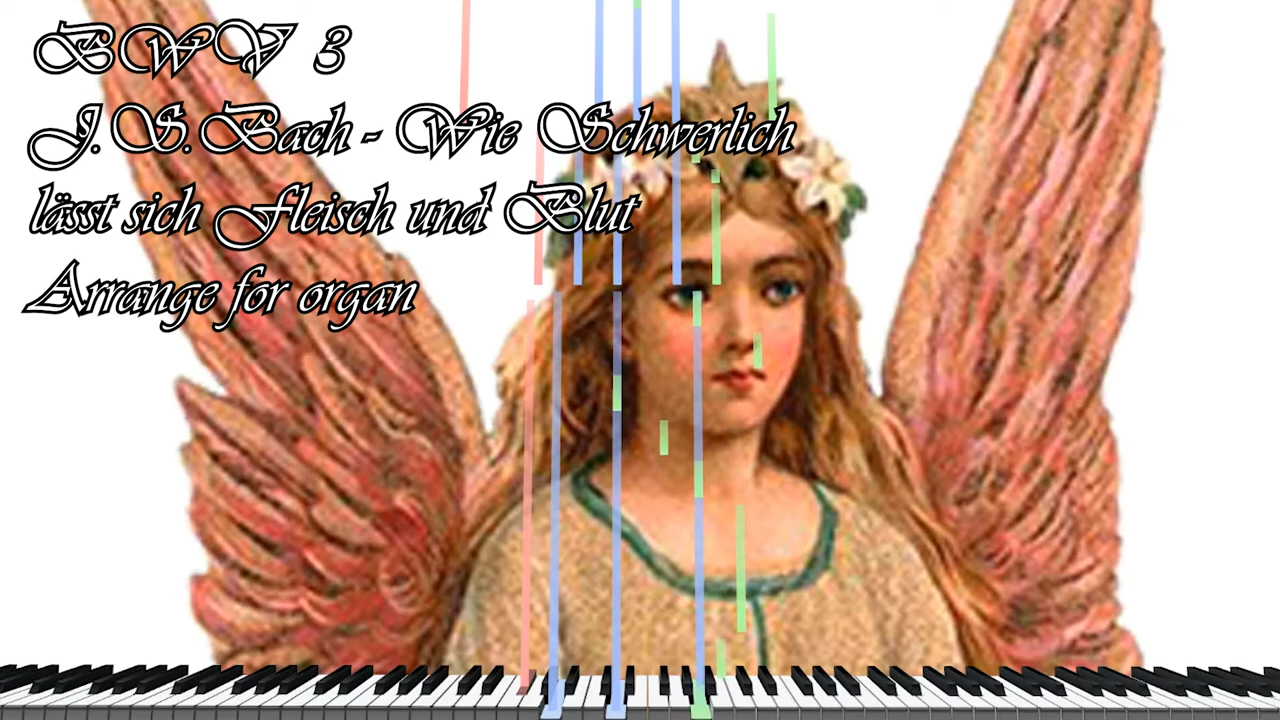 BWV 3
J.S.Bach - Wie Schwerlich
lässt sich Fleisch und Blut
Arrange for organ